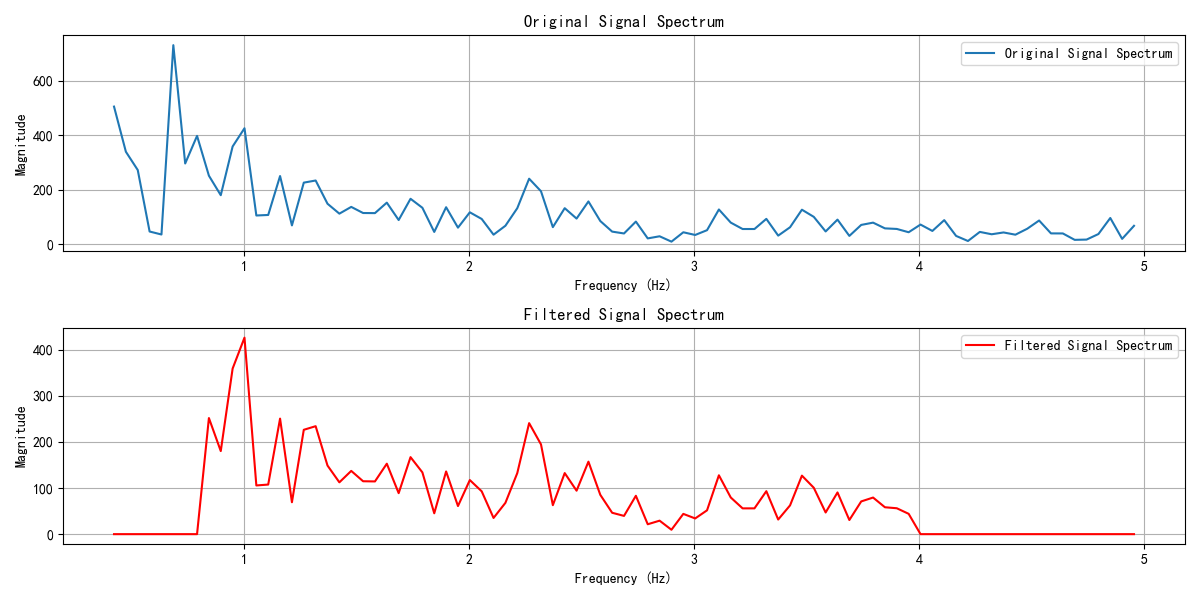 Original Signal Spectrum
Original Signal Spectrum
Magnitude
600
400
200
0
1 2 3 4 5
Frequency (Hz)
Filtered Signal Spectrum
Filtered Signal Spectrum
Magnitude
400
300
200
100
0
1 2 3 4 5
Frequency (Hz)